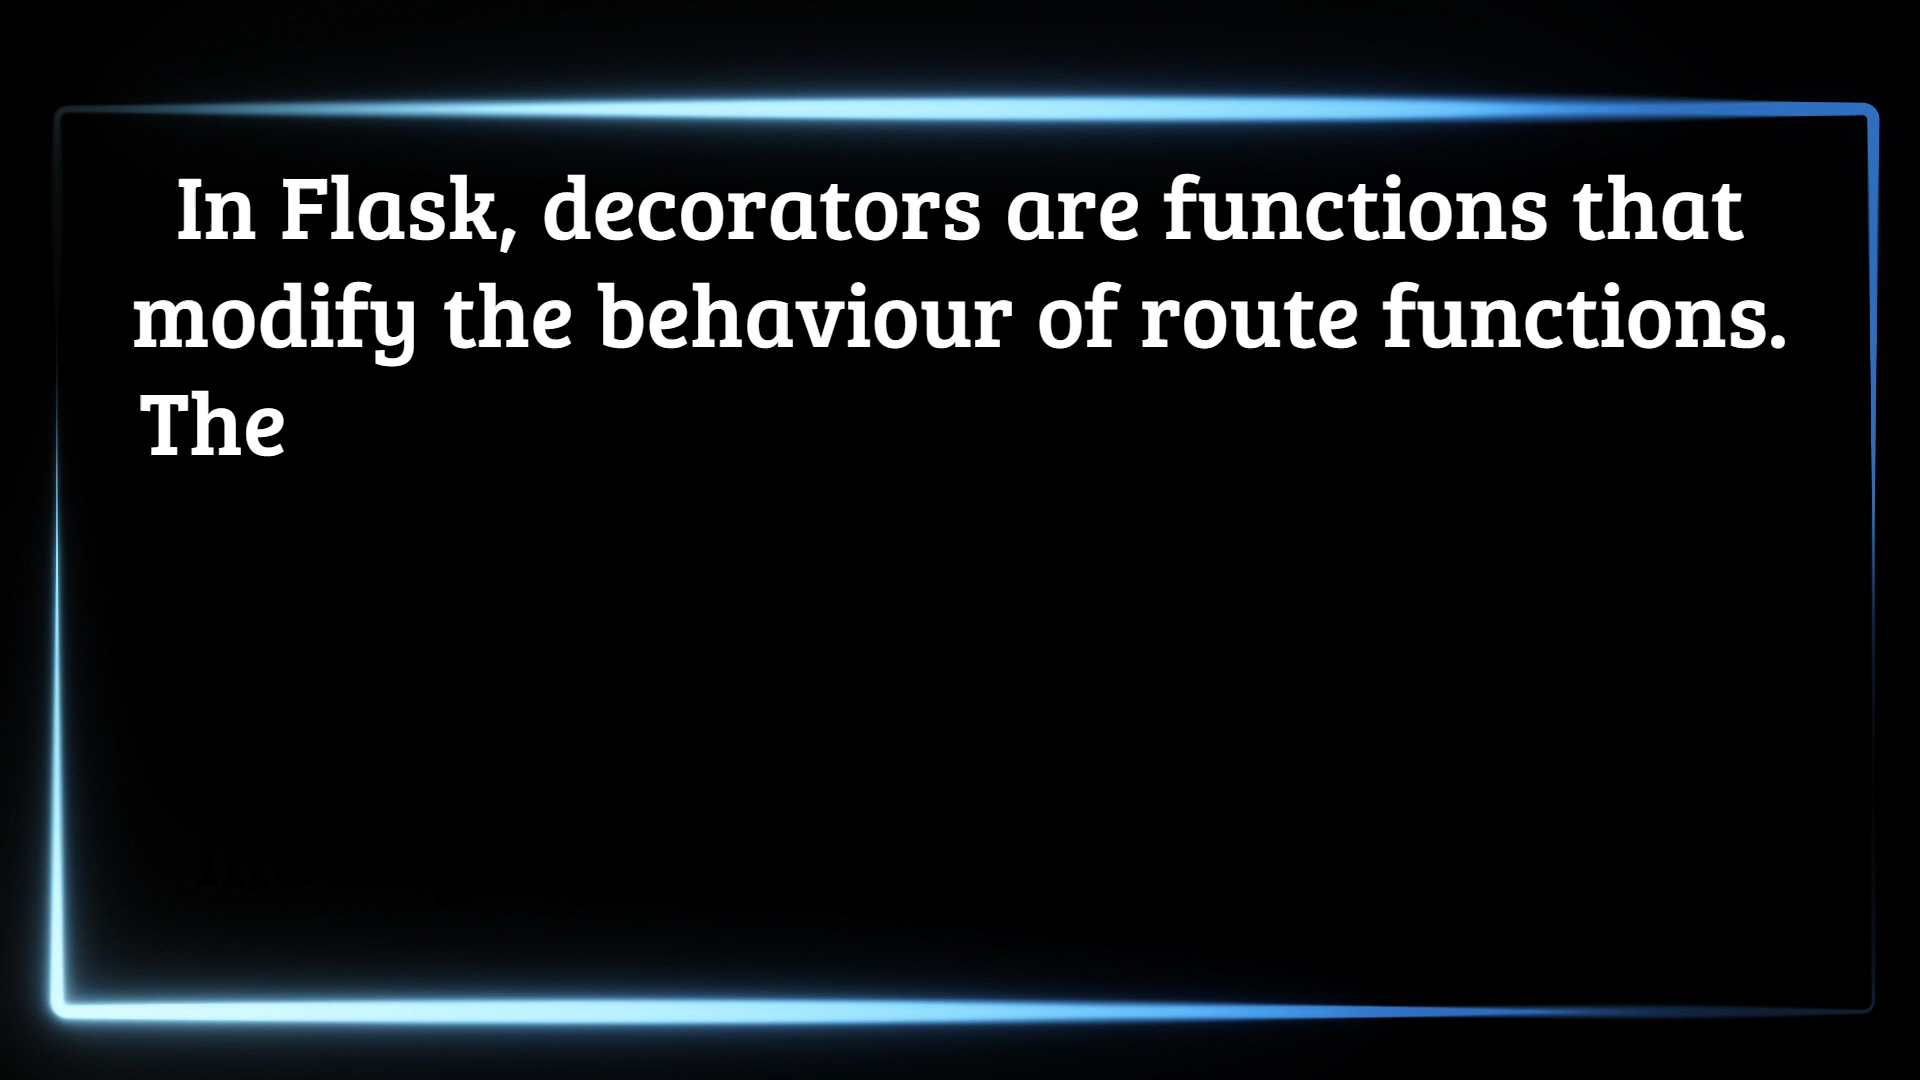 In Flask, decorators are functions that
modify the behaviour of route functions.
The